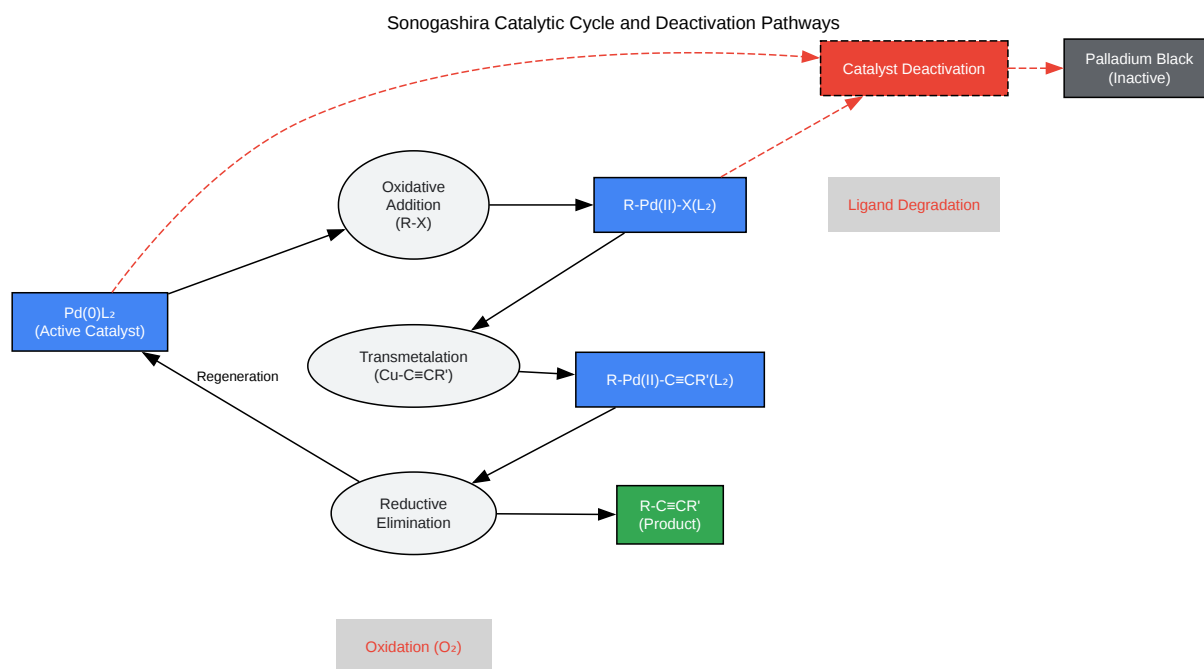 Sonogashira Catalytic Cycle and Deactivation Pathways
Catalyst Deactivation
Palladium Black
(Inactive)
Oxidative
Addition
(R-X)
R-Pd(II)-X(L₂)
Ligand Degradation
Pd(0)L₂
(Active Catalyst)
Transmetalation
(Cu-C≡CR')
R-Pd(II)-C≡CR'(L₂)
Regeneration
Reductive
Elimination
R-C≡CR'
(Product)
Oxidation (O₂)